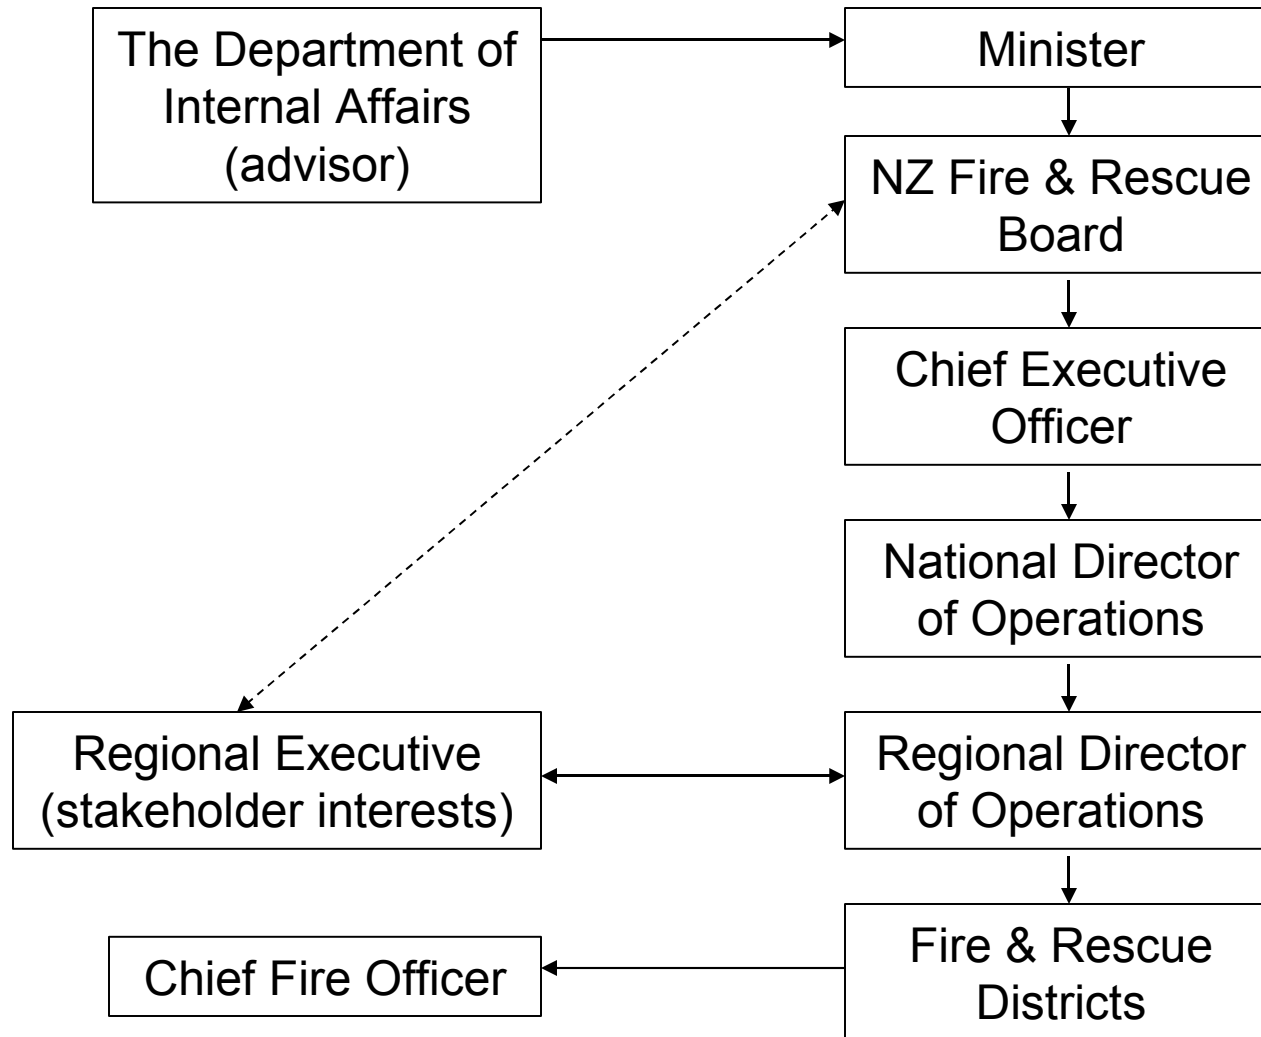 The Department of
Internal Affairs
(advisor)
Minister
NZ Fire & Rescue
Board
Chief Executive
Officer
National Director
of Operations
Regional Executive
(stakeholder interests)
Regional Director
of Operations
Chief Fire Officer
Fire & Rescue
Districts